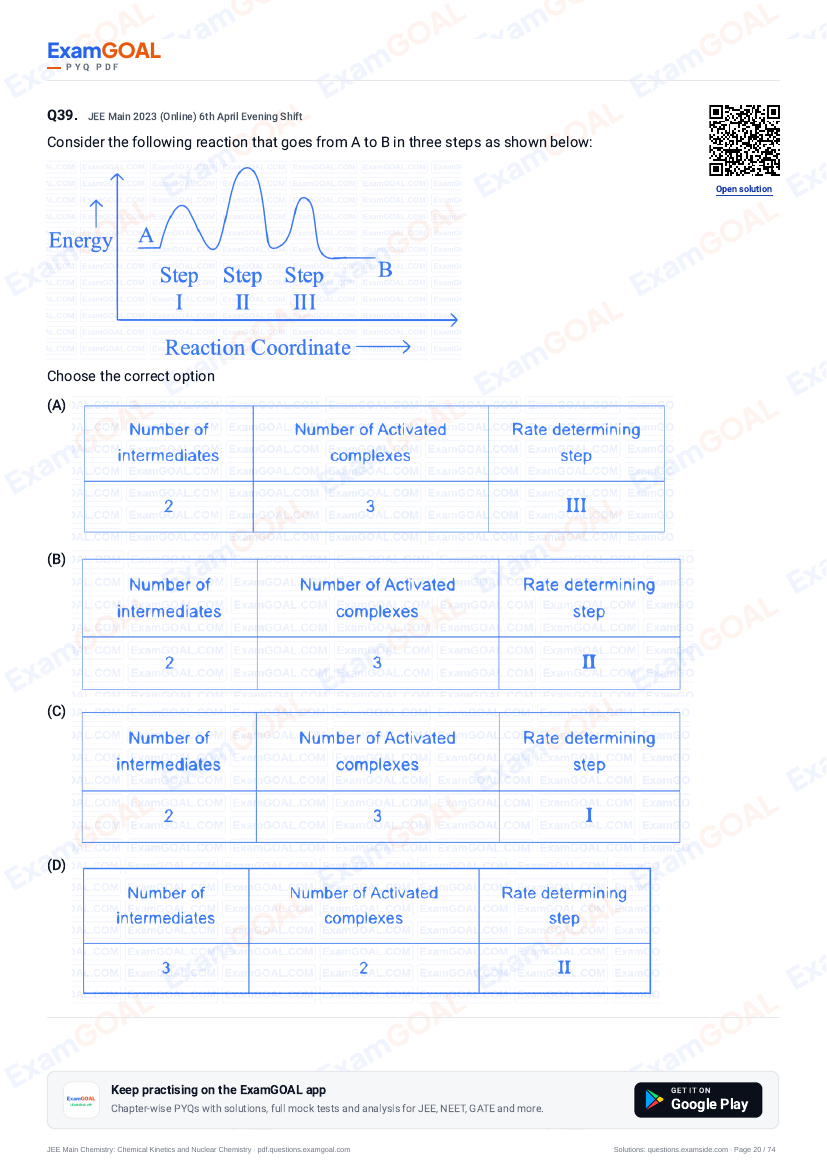 ExamGOAL
PYQ PDF
Q39. JEE Main 2023 (Online) 6th April Evening Shift
Consider the following reaction that goes from A to B in three steps as shown below:
Open solution
Energy
A
B
Step Step Step
I II III
Reaction Coordinate
Choose the correct option
(A)
Number of intermediates Number of Activated complexes Rate determining step
2 3 III
(B)
Number of intermediates Number of Activated complexes Rate determining step
2 3 II
(C)
Number of intermediates Number of Activated complexes Rate determining step
2 3 I
(D)
Number of intermediates Number of Activated complexes Rate determining step
3 2 II
Keep practising on the ExamGOAL app
Chapter-wise PYQs with solutions, full mock tests and analysis for JEE, NEET, GATE and more.
GET IT ON
Google Play
JEE Main Chemistry: Chemical Kinetics and Nuclear Chemistry · pdf.questions.examgoal.com
Solutions: questions.examside.com · Page 20 / 74